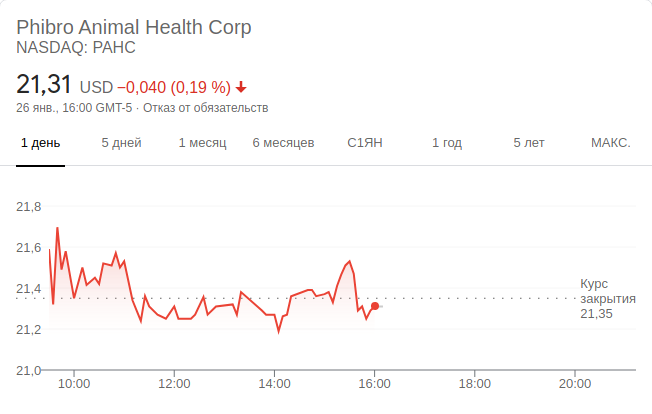 Phibro Animal Health Corp
NASDAQ: PAHC
21,31 USD −0,040 (0,19 %)
26 янв., 16:00 GMT-5 · Отказ от обязательств
1 день 5 дней 1 месяц 6 месяцев С1ЯН 1 год 5 лет МАКС.
21,8
21,6
21,4
21,2
21,0
Курс
закрытия
21,35
10:00 12:00 14:00 16:00 18:00 20:00